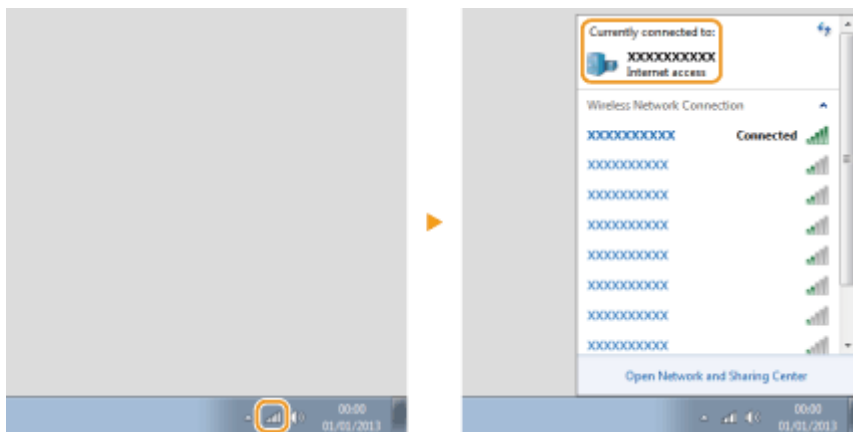 00:00
01/01/2013
Currently connected to:
XXXXXXXXXX
Internet access
Wireless Network Connection
XXXXXXXXXX Connected
XXXXXXXXXX
XXXXXXXXXX
XXXXXXXXXX
XXXXXXXXXX
XXXXXXXXXX
XXXXXXXXXX
XXXXXXXXXX
Open Network and Sharing Center
00:00
01/01/2013